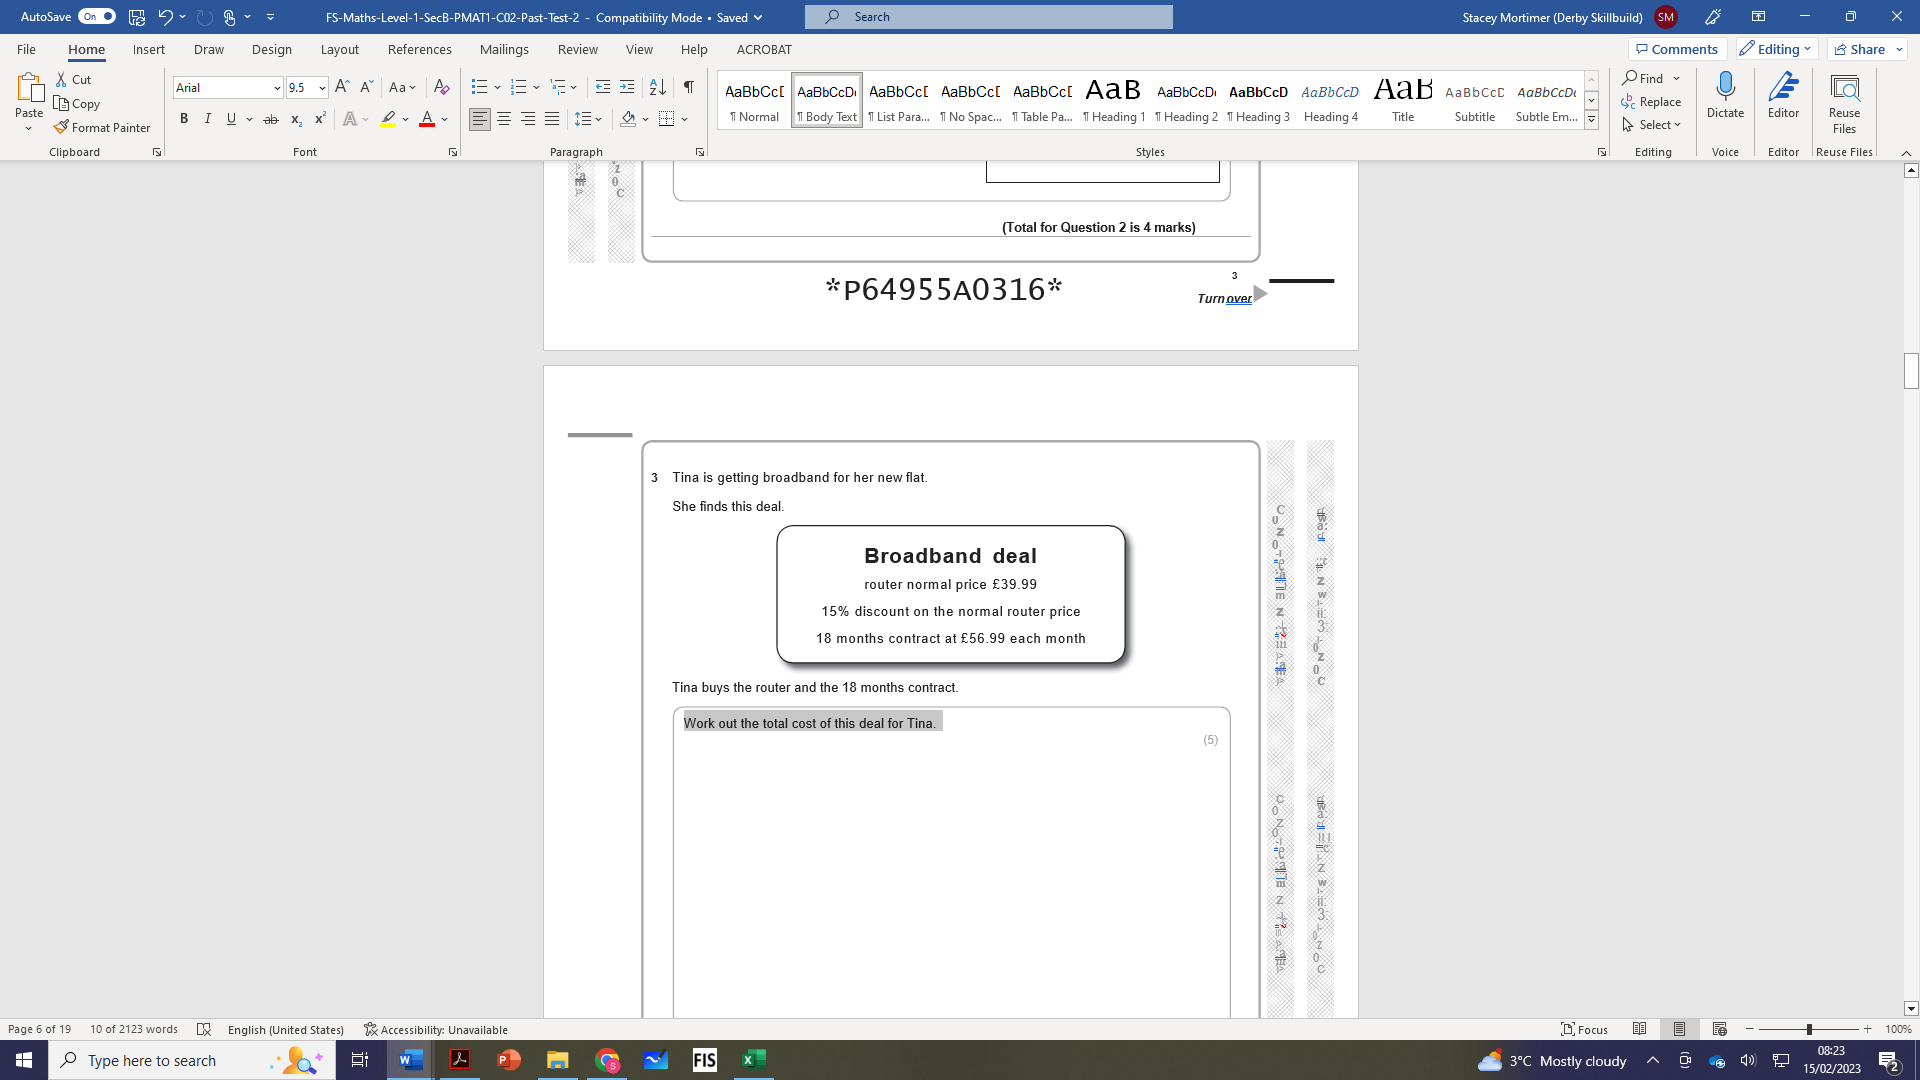 AutoSave On FS-Maths-Level-1-SecB-PMAT1-C02-Past-Test-2 - Compatibility Mode • Saved Search Stacey Mortimer (Derby Skillbuild) SM
File Home Insert Draw Design Layout References Mailings Review View Help ACROBAT Comments Editing Share
Paste Cut Copy Format Painter
Arial 9.5
AaBbCcD AaBbCcDc AaBbCcD AaBbCcD AaBbCcD AaB AaBbCcDc AaBbCcD AaBbCcD AaB AaBbCcD AaBbCcDc
¶ Normal ¶ Body Text ¶ List Para... ¶ No Spac... ¶ Table Pa... ¶ Heading 1 ¶ Heading 2 ¶ Heading 3 Heading 4 Title Subtitle Subtle Em...
Find Replace Select Dictate Editor Reuse Files
Clipboard Font Paragraph Styles Editing Voice Editor Reuse Files
(Total for Question 2 is 4 marks)
*P64955A0316*
3
Turn over
3 Tina is getting broadband for her new flat.
She finds this deal.
Broadband deal
router normal price £39.99
15% discount on the normal router price
18 months contract at £56.99 each month
Tina buys the router and the 18 months contract.
Work out the total cost of this deal for Tina.
(5)
Page 6 of 19 10 of 2123 words English (United States) Accessibility: Unavailable Focus 100%
Type here to search FIS 3°C Mostly cloudy 08:23
15/02/2023 2